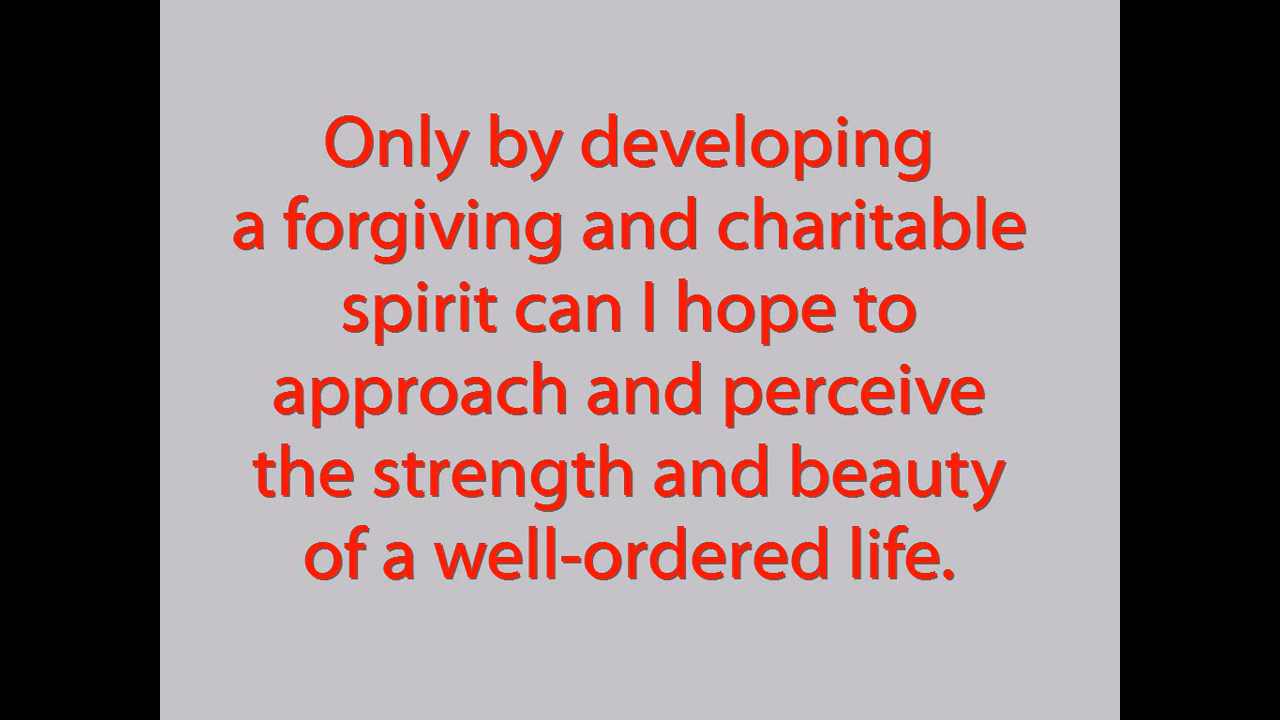 Only by developing
a forgiving and charitable
spirit can I hope to
approach and perceive
the strength and beauty
of a well-ordered life.